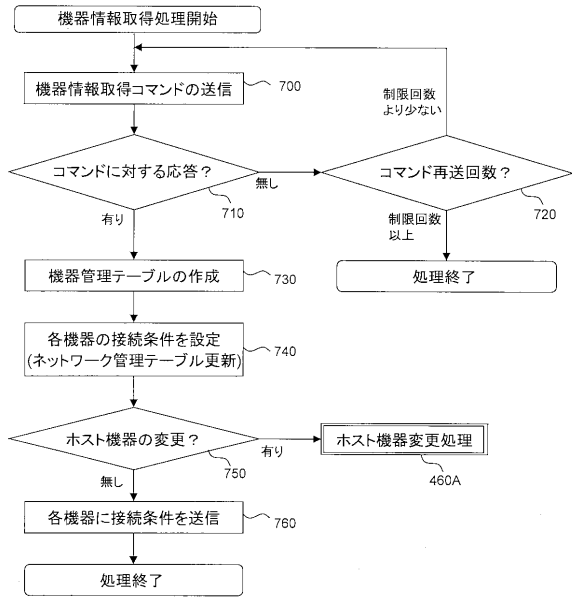 機器情報取得処理開始
機器情報取得コマンドの送信
700
制限回数
より少ない
コマンドに対する応答？
無し
710
有り
コマンド再送回数？
720
制限回数
以上
処理終了
機器管理テーブルの作成
730
各機器の接続条件を設定
(ネットワーク管理テーブル更新)
740
ホスト機器の変更？
750
有り
ホスト機器変更処理
460A
無し
各機器に接続条件を送信
760
処理終了